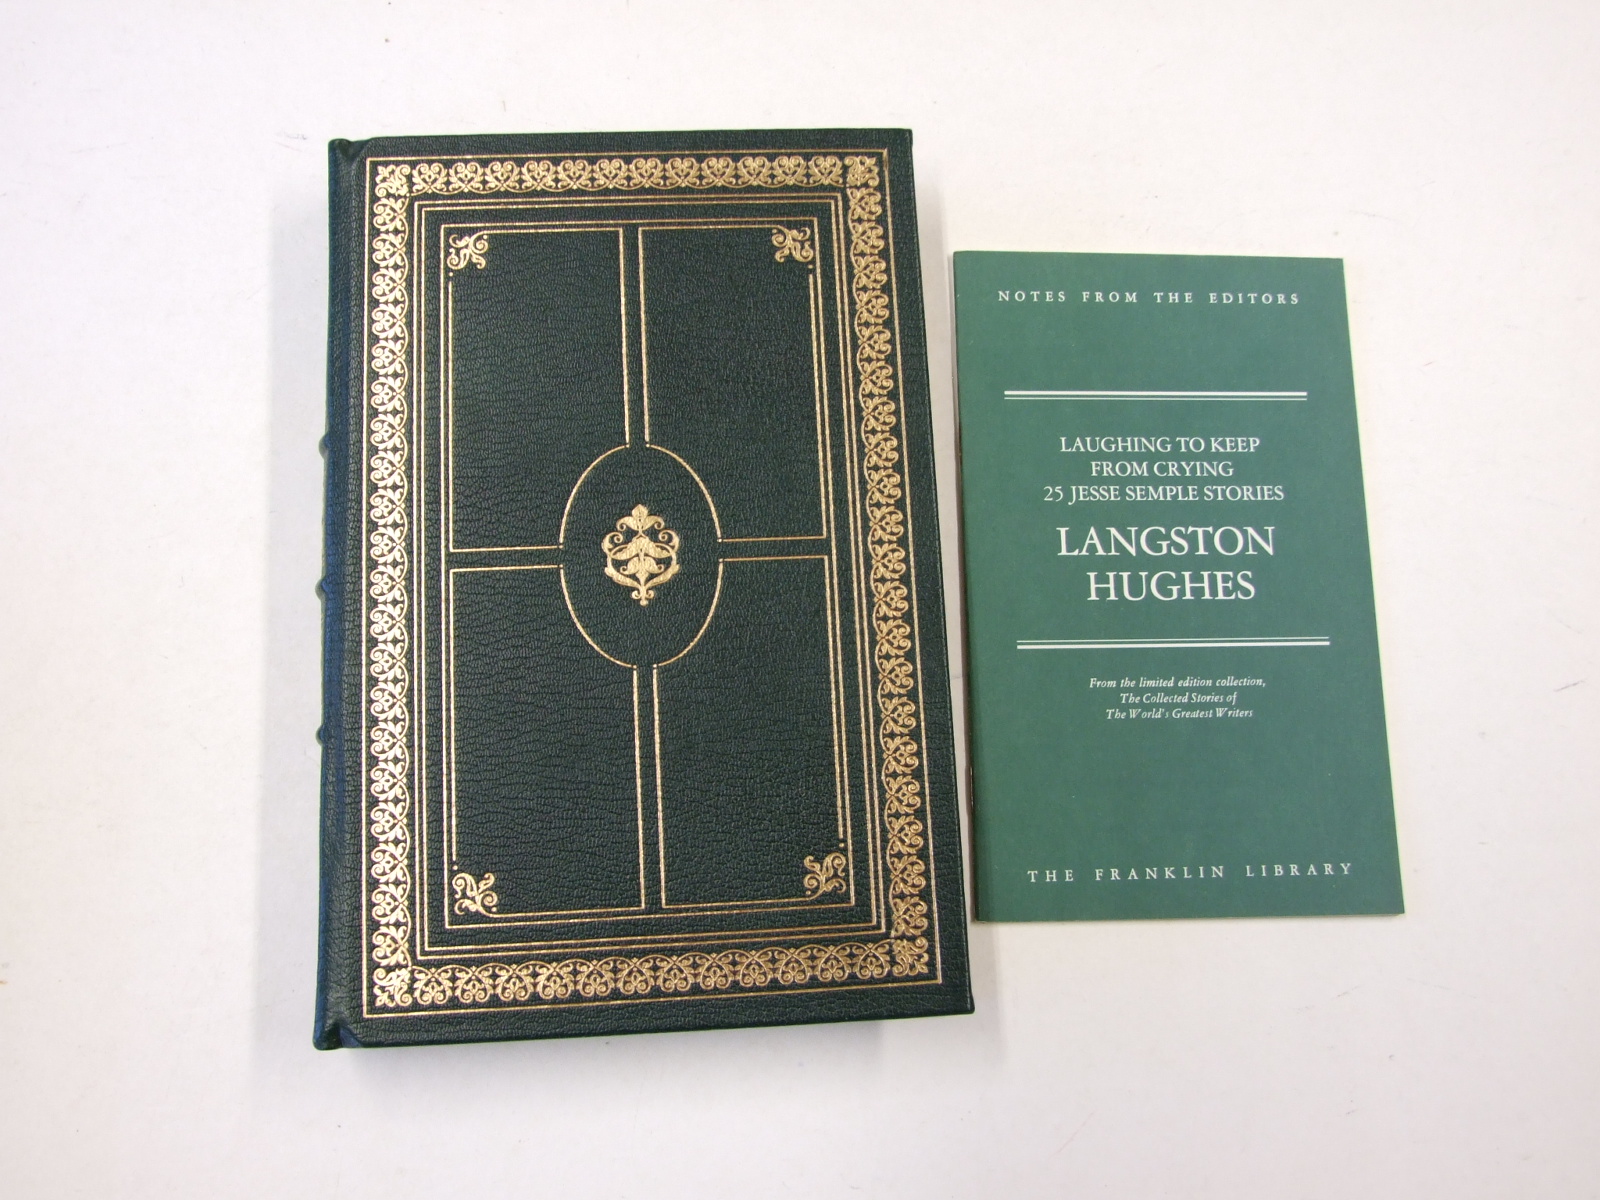 NOTES FROM THE EDITORS
LAUGHING TO KEEP
FROM CRYING
25 JESSE SEMPLE STORIES
LANGSTON
HUGHES
From the limited edition collection,
The Collected Stories of
The World's Greatest Writers
THE FRANKLIN LIBRARY